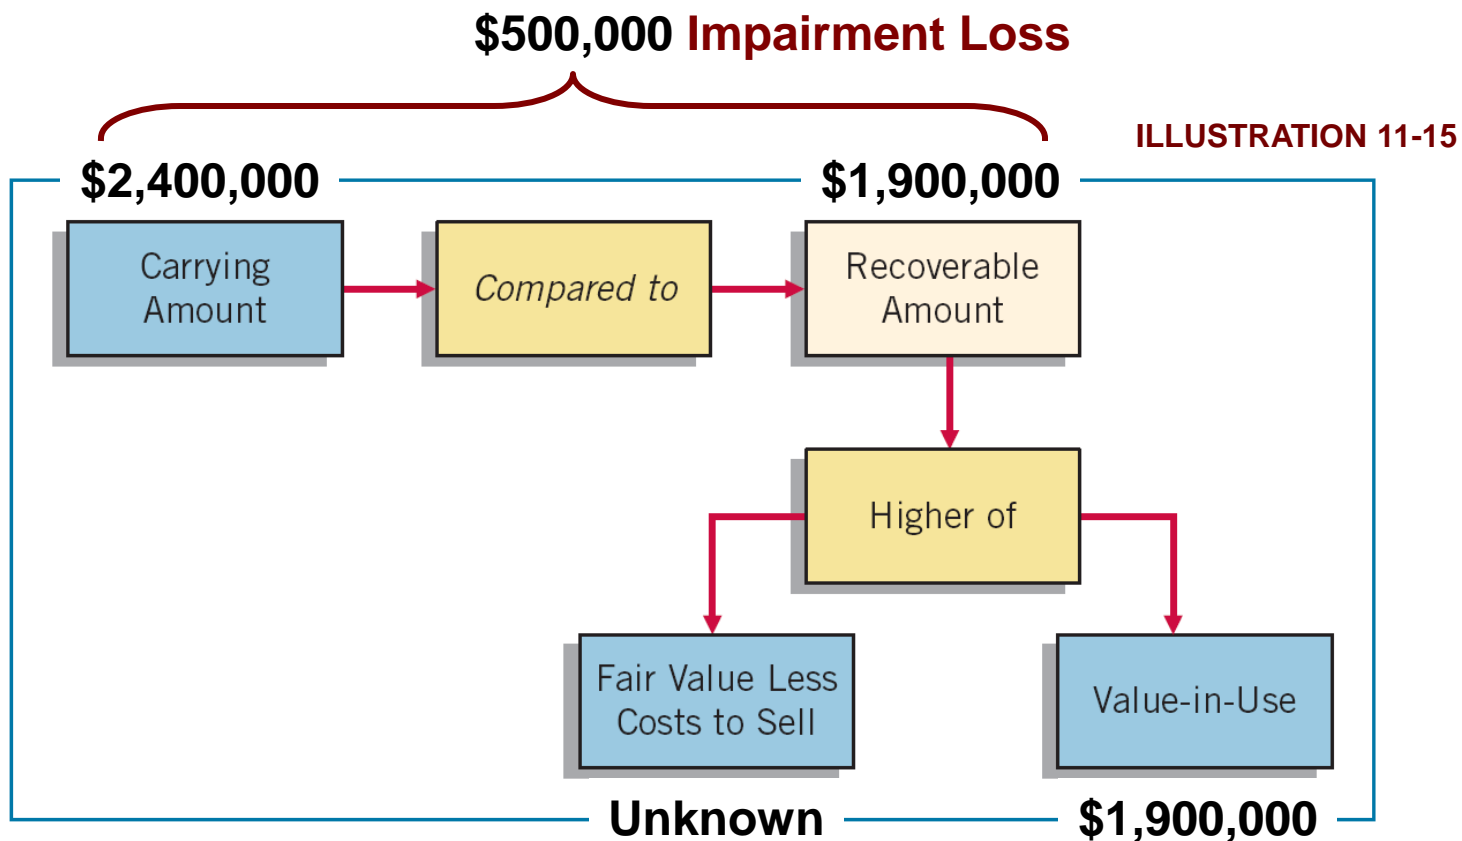 $500,000 Impairment Loss
ILLUSTRATION 11-15
$2,400,000
$1,900,000
Carrying
Amount
Compared to
Recoverable
Amount
Higher of
Fair Value Less
Costs to Sell
Value-in-Use
Unknown
$1,900,000